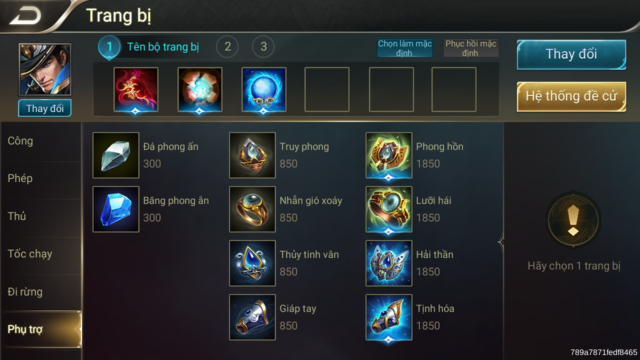 Trang bị
1
Tên bộ trang bị
2
3
Chọn làm mặc
định
Phục hồi mặc
định
Thay đổi
Thay đổi
Hệ thống đề cử
Công
Phép
Thủ
Tốc chạy
Đi rừng
Phụ trợ
Đá phong ấn
300
Truy phong
850
Phong hồn
1850
Băng phong ân
300
Nhẫn gió xoáy
850
Lưỡi hái
1850
Thủy tinh vân
850
Hải thần
1850
Giáp tay
850
Tịnh hóa
1850
Hãy chọn 1 trang bị
789a7871fedf8465